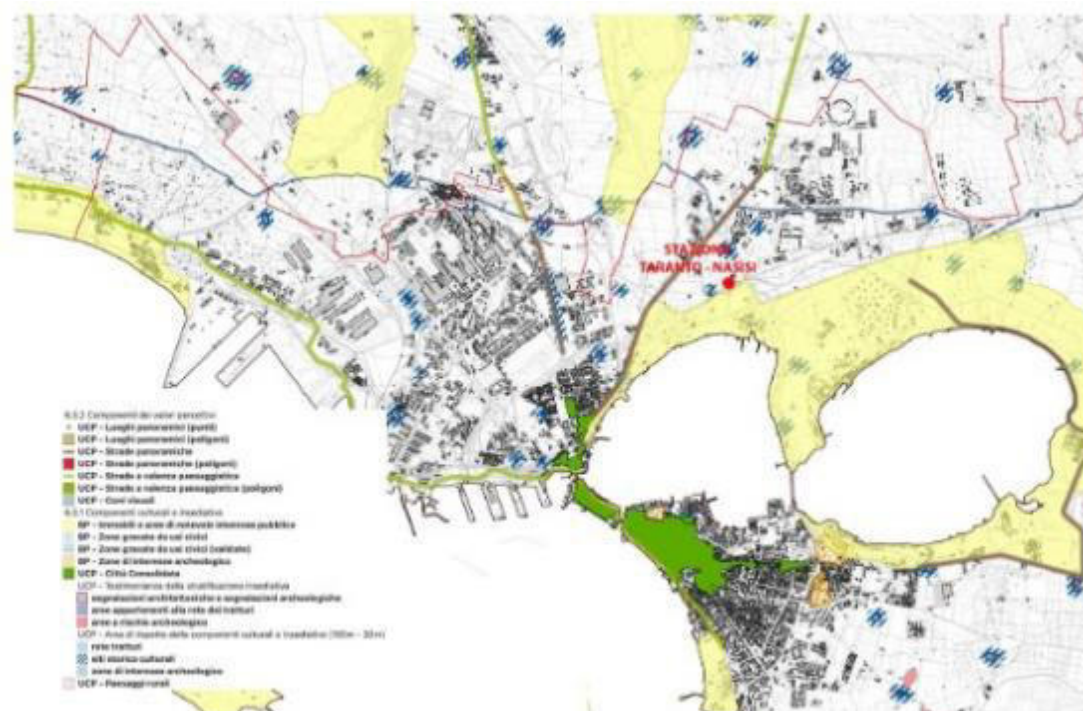 STAZIONE
TARANTO - NASISI
6.3.2 Componenti dei valori percettivi
UCP - Luoghi panoramici (punti)
UCP - Luoghi panoramici (poligoni)
UCP - Strade panoramiche
UCP - Strade panoramiche (poligoni)
UCP - Strade a valenza paesaggistica
UCP - Strade a valenza paesaggistica (poligoni)
UCP - Coni visuali
6.3.1 Componenti culturali e insediative
BP - Immobili e aree di notevole interesse pubblico
BP - Zone gravate da usi civici
BP - Zone gravate da usi civici (validate)
BP - Zone di interesse archeologico
UCP - Città Consolidata
UCP - Testimonianza della stratificazione insediativa
segnalazioni architettoniche e segnalazioni archeologiche
aree appartenenti alla rete dei tratturi
aree a rischio archeologico
UCP - Area di rispetto delle componenti culturali e insediative (100m - 30m)
rete tratturi
siti storico culturali
zone di interesse archeologico
UCP - Paesaggi rurali